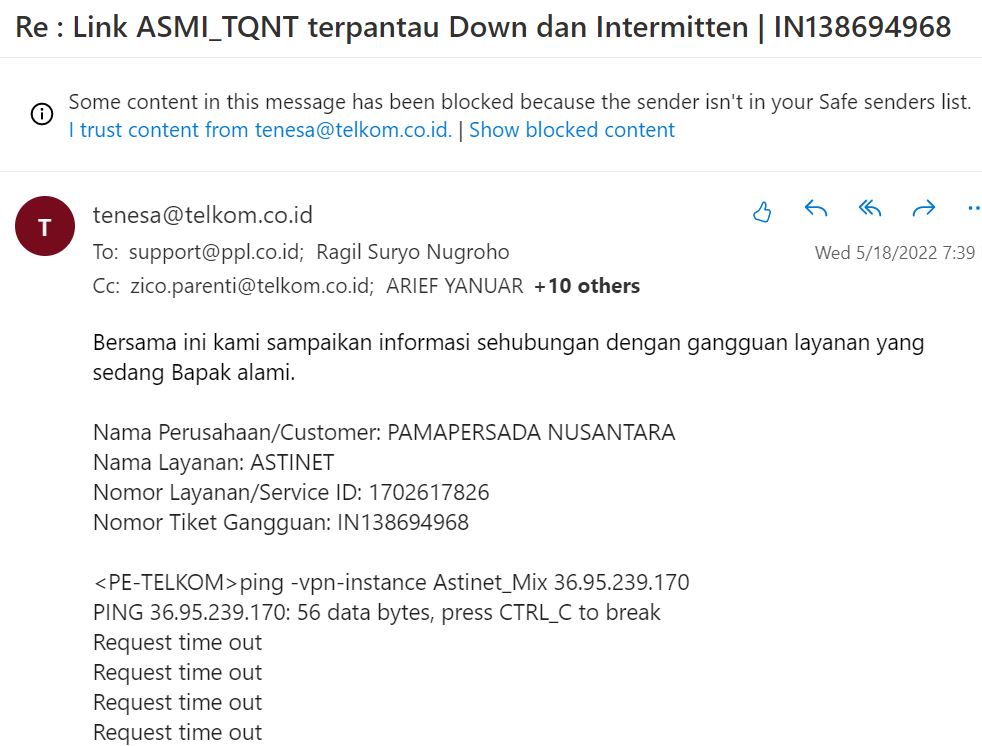 Re : Link ASMI_TQNT terpantau Down dan Intermitten | IN138694968
Some content in this message has been blocked because the sender isn't in your Safe senders list.
I trust content from tenesa@telkom.co.id. | Show blocked content
T
tenesa@telkom.co.id
To: support@ppl.co.id; Ragil Suryo Nugroho
Wed 5/18/2022 7:39
Cc: zico.parenti@telkom.co.id; ARIEF YANUAR +10 others
Bersama ini kami sampaikan informasi sehubungan dengan gangguan layanan yang
sedang Bapak alami.
Nama Perusahaan/Customer: PAMAPERSADA NUSANTARA
Nama Layanan: ASTINET
Nomor Layanan/Service ID: 1702617826
Nomor Tiket Gangguan: IN138694968
<PE-TELKOM>ping -vpn-instance Astinet_Mix 36.95.239.170
PING 36.95.239.170: 56 data bytes, press CTRL_C to break
Request time out
Request time out
Request time out
Request time out